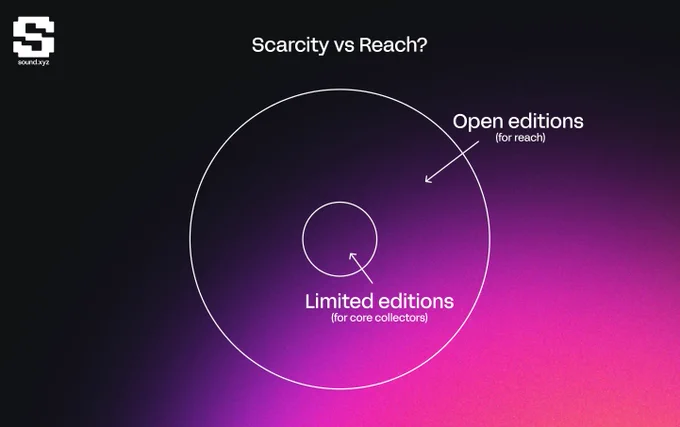 S
sound.xyz
Scarcity vs Reach?
Open editions
(for reach)
Limited editions
(for core collectors)